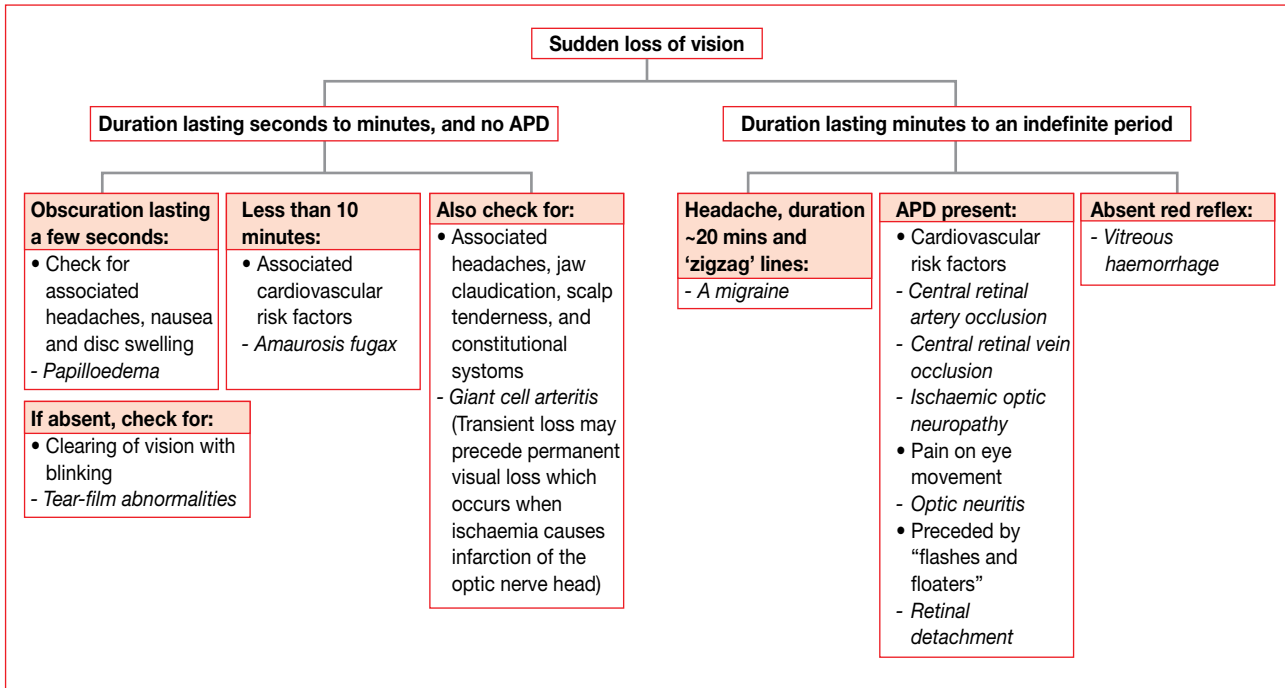 Sudden loss of vision
Duration lasting seconds to minutes, and no APD
Obscuration lasting
a few seconds:
• Check for
associated
headaches, nausea
and disc swelling
- Papilloedema
If absent, check for:
• Clearing of vision with
blinking
- Tear-film abnormalities
Less than 10
minutes:
• Associated
cardiovascular
risk factors
- Amaurosis fugax
Also check for:
• Associated
headaches, jaw
claudication, scalp
tenderness, and
constitutional
systoms
- Giant cell arteritis
(Transient loss may
precede permanent
visual loss which
occurs when
ischaemia causes
infarction of the
optic nerve head)
Duration lasting minutes to an indefinite period
Headache, duration
~20 mins and
‘zigzag’ lines:
- A migraine
APD present:
• Cardiovascular
risk factors
- Central retinal
artery occlusion
- Central retinal vein
occlusion
- Ischaemic optic
neuropathy
• Pain on eye
movement
- Optic neuritis
• Preceded by
“flashes and
floaters”
- Retinal
detachment
Absent red reflex:
- Vitreous
haemorrhage